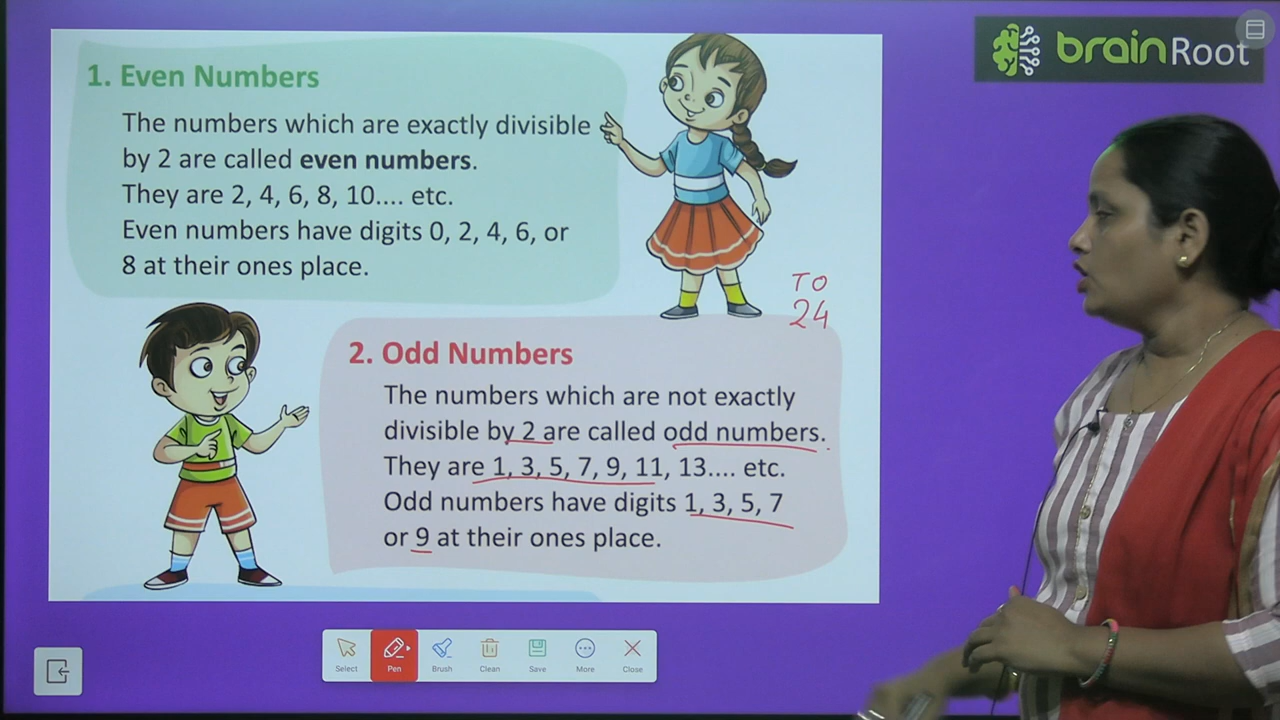 brainRoot
1. Even Numbers
The numbers which are exactly divisible
by 2 are called even numbers.
They are 2, 4, 6, 8, 10.... etc.
Even numbers have digits 0, 2, 4, 6, or
8 at their ones place.
TO
24
2. Odd Numbers
The numbers which are not exactly
divisible by 2 are called odd numbers.
They are 1, 3, 5, 7, 9, 11, 13.... etc.
Odd numbers have digits 1, 3, 5, 7
or 9 at their ones place.
Select Pen Brush Clean Save More Close